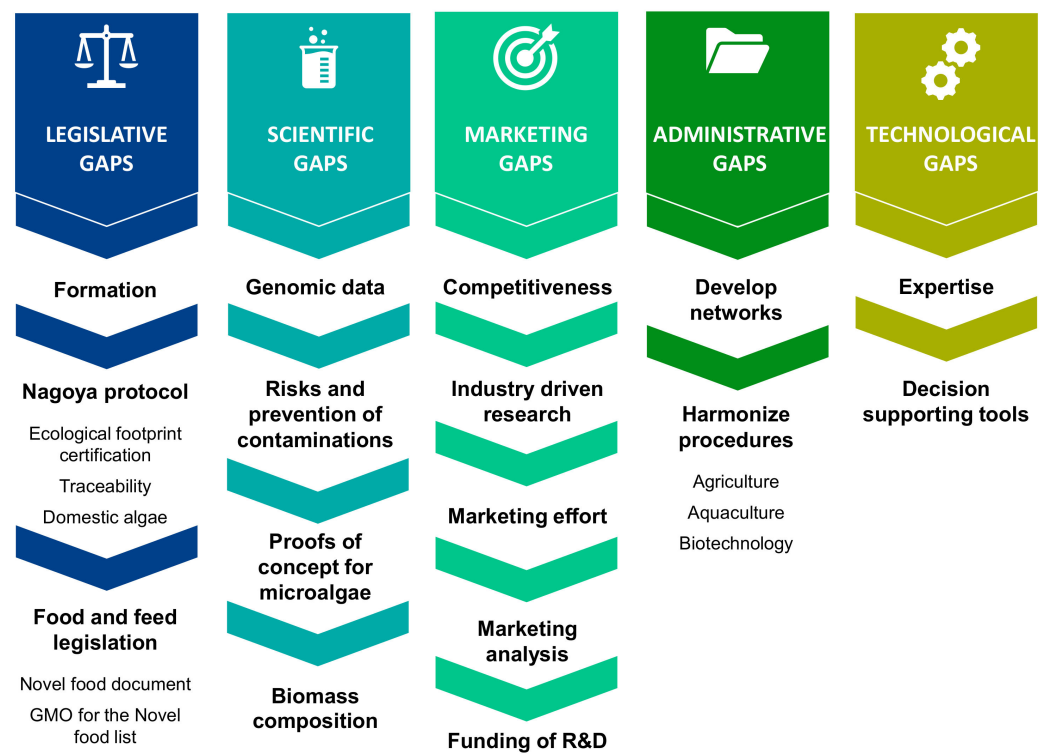 LEGISLATIVE
GAPS
Formation
Nagoya protocol
Ecological footprint
certification
Traceability
Domestic algae
Food and feed
legislation
Novel food document
GMO for the Novel
food list
SCIENTIFIC
GAPS
Genomic data
Risks and
prevention of
contaminations
Proofs of
concept for
microalgae
Biomass
composition
MARKETING
GAPS
Competitiveness
Industry driven
research
Marketing effort
Marketing
analysis
Funding of R&D
ADMINISTRATIVE
GAPS
Develop
networks
Harmonize
procedures
Agriculture
Aquaculture
Biotechnology
TECHNOLOGICAL
GAPS
Expertise
Decision
supporting tools